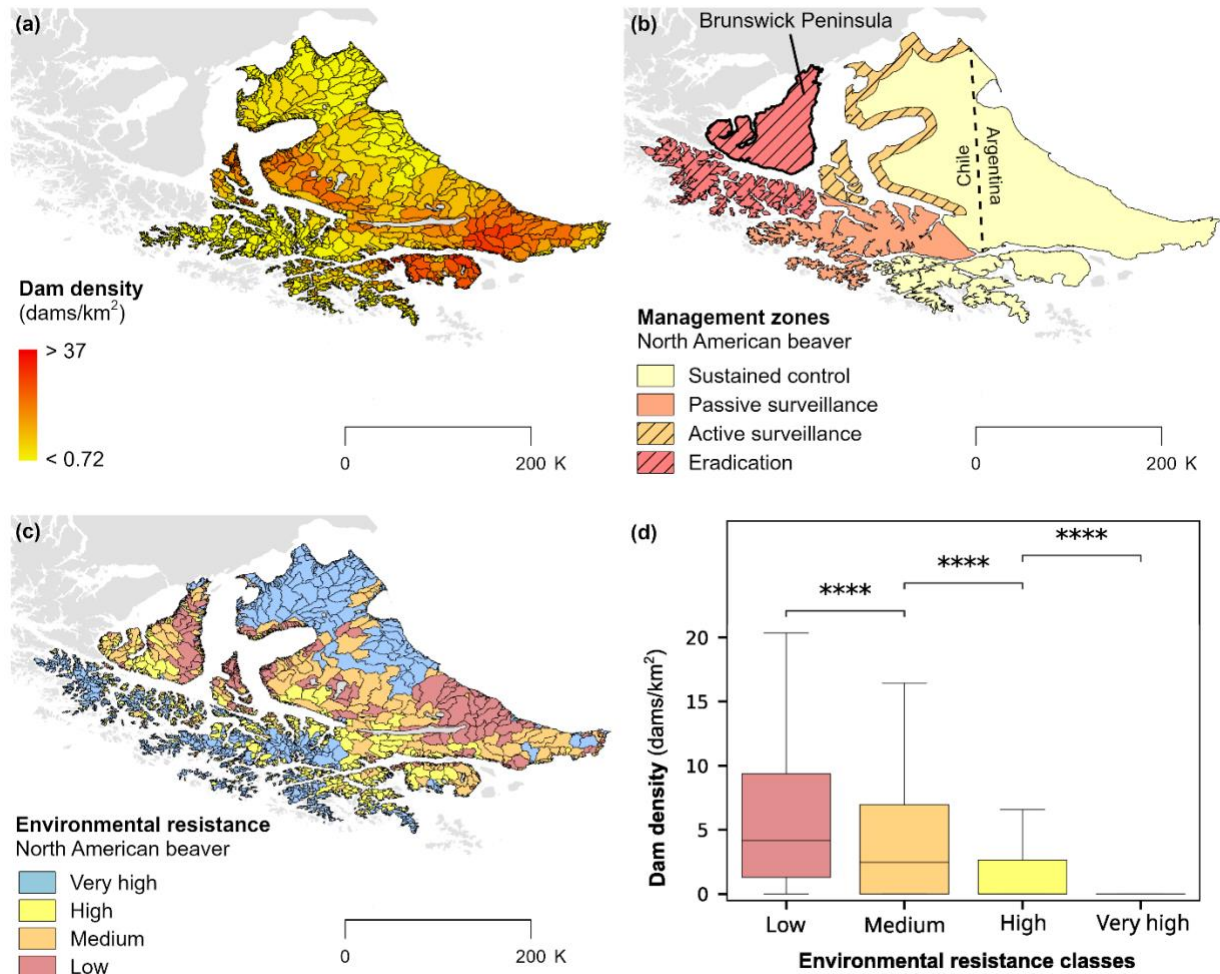 (a)
Dam density
(dams/km²)
> 37
< 0.72
0
200 K
(b)
Brunswick Peninsula
Chile
Argentina
Management zones
North American beaver
Sustained control
Passive surveillance
Active surveillance
Eradication
0
200 K
(c)
Environmental resistance
North American beaver
Very high
High
Medium
Low
0
200 K
(d)
****
****
****
Dam density (dams/km²)
20
15
10
5
0
Low
Medium
High
Very high
Environmental resistance classes